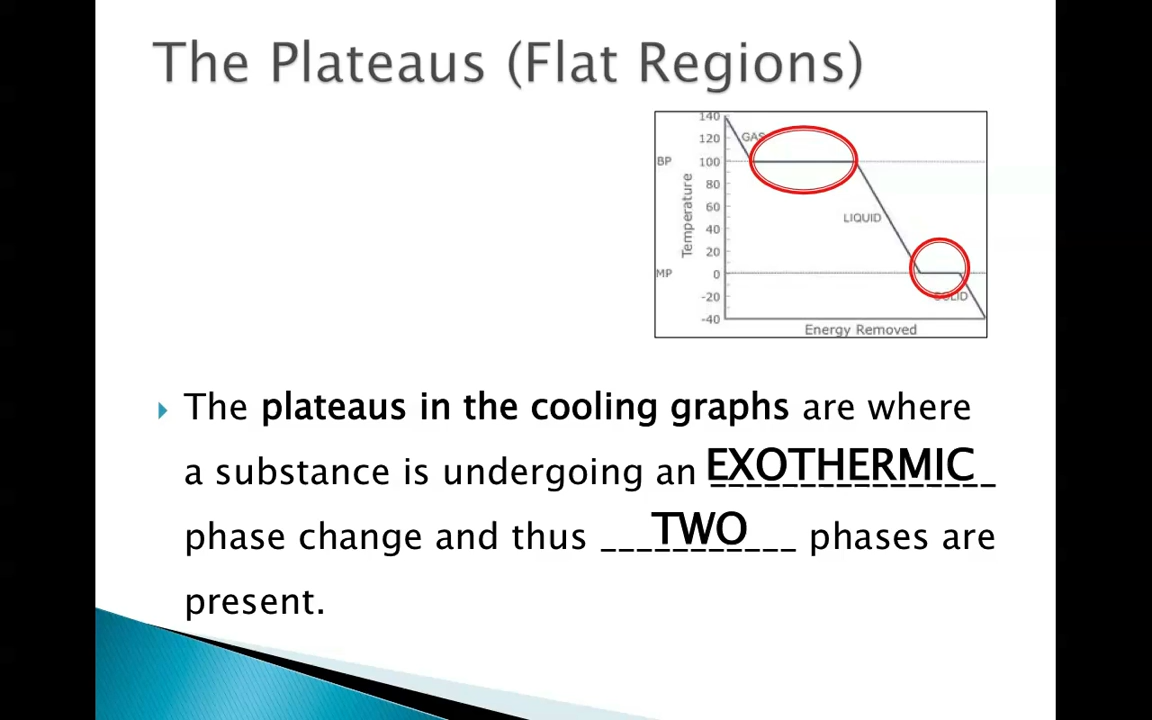 The Plateaus (Flat Regions)
140
120
GAS
BP
100
80
60
LIQUID
40
20
MP
0
-20
SOLID
-40
Temperature
Energy Removed
The plateaus in the cooling graphs are where
a substance is undergoing an EXOTHERMIC
phase change and thus TWO phases are
present.